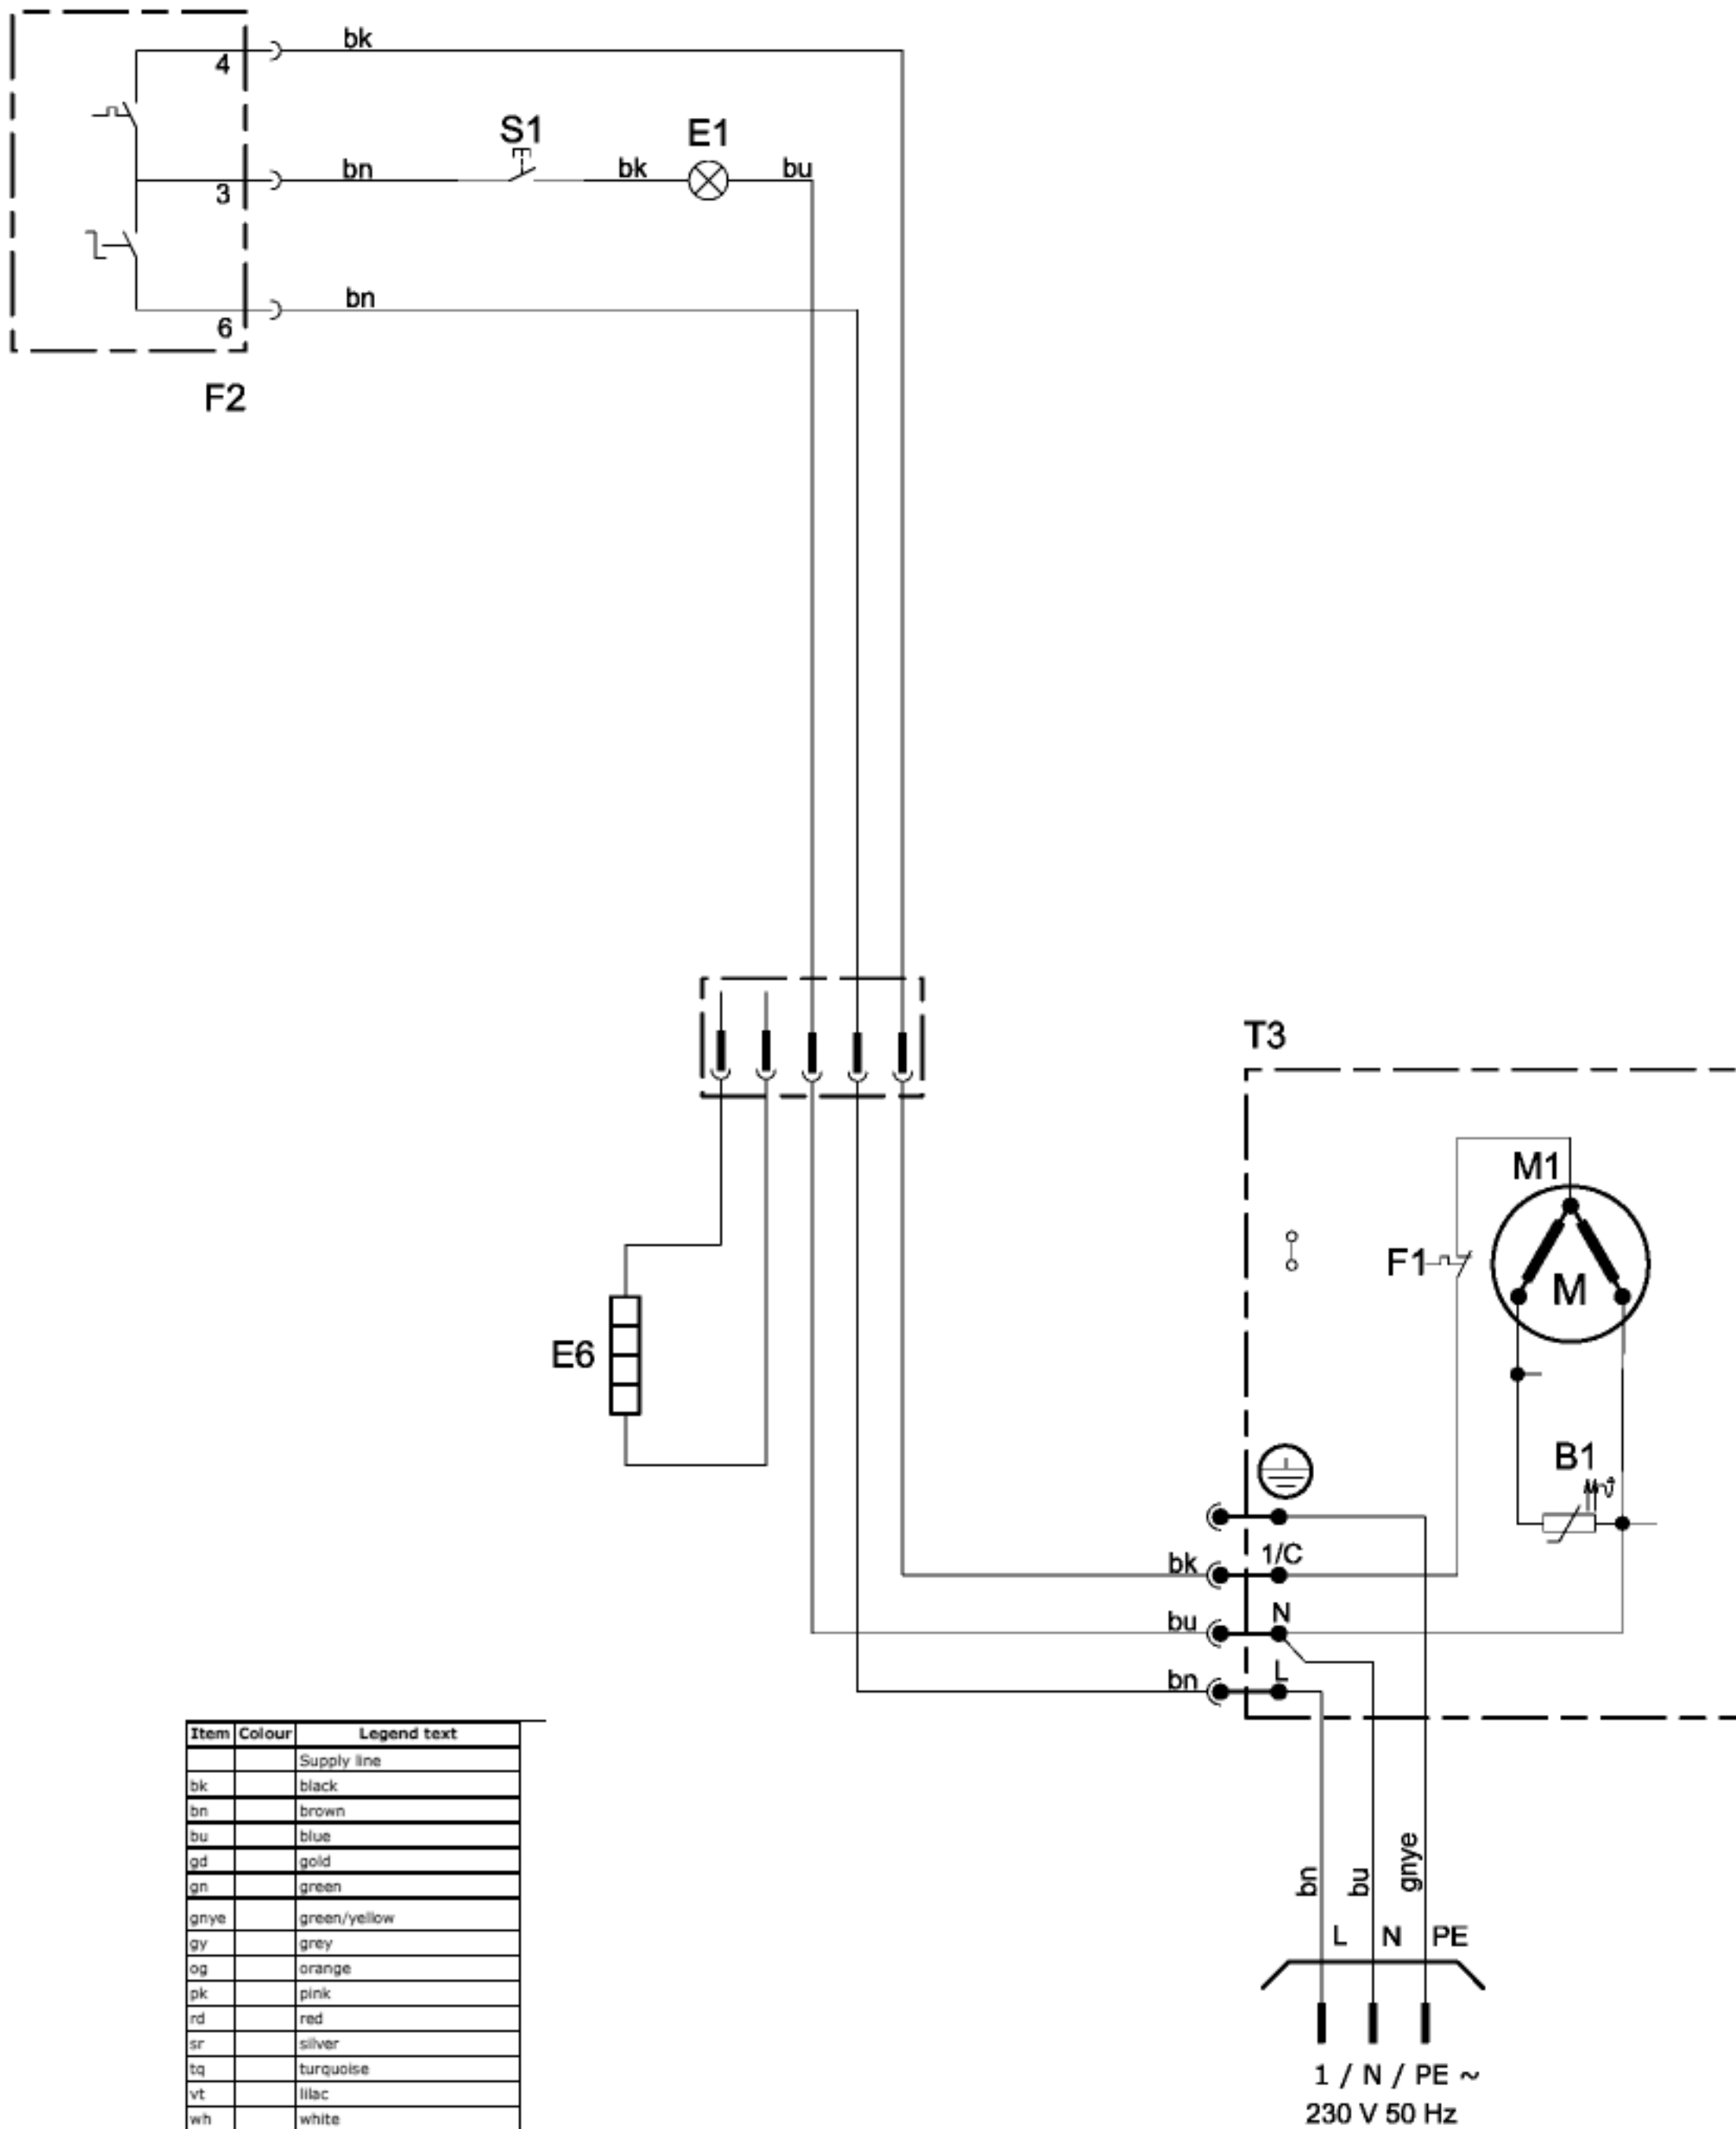 bk
4
S1
E1
bn
bk
bu
3
bn
6
F2
T3
M1
F1
M
E6
B1
bk
1/C
bu
N
bn
L
Item Colour Legend text
Supply line
bk black
bn brown
bu blue
gd gold
gn green
gnye green/yellow
gy grey
og orange
pk pink
rd red
sr silver
tq turquoise
vt lilac
wh white
bn bu gnye
L N PE
1 / N / PE ~
230 V 50 Hz